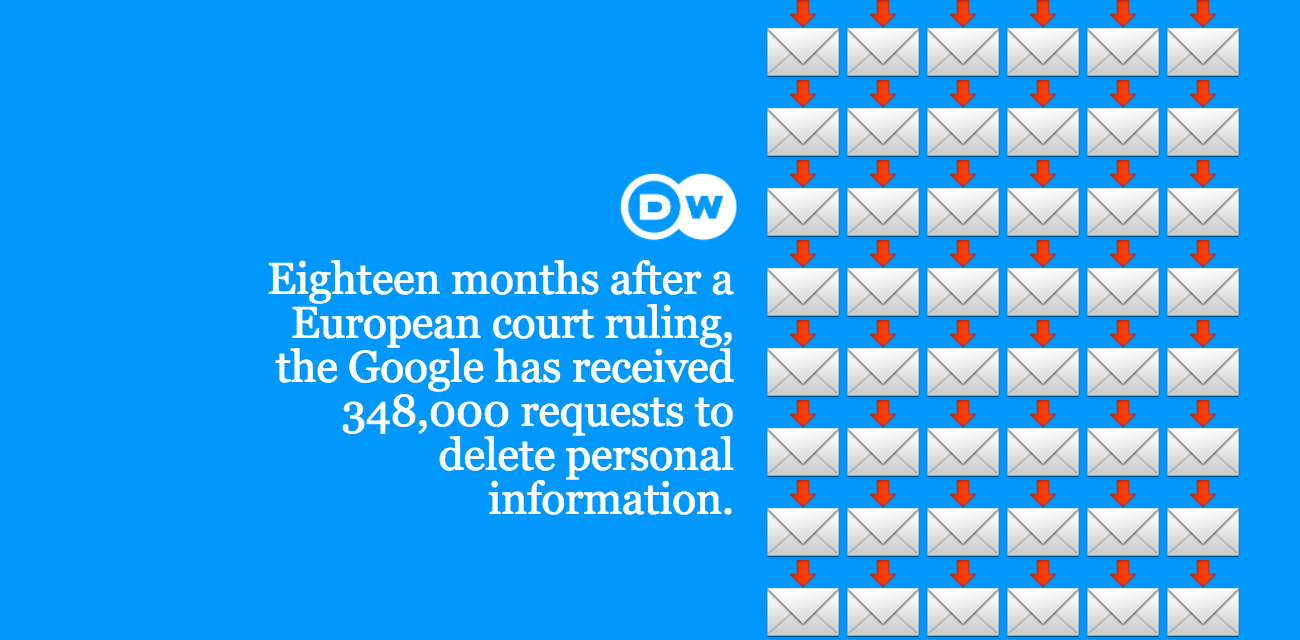 DW
Eighteen months after a
European court ruling,
the Google has received
348,000 requests to
delete personal
information.